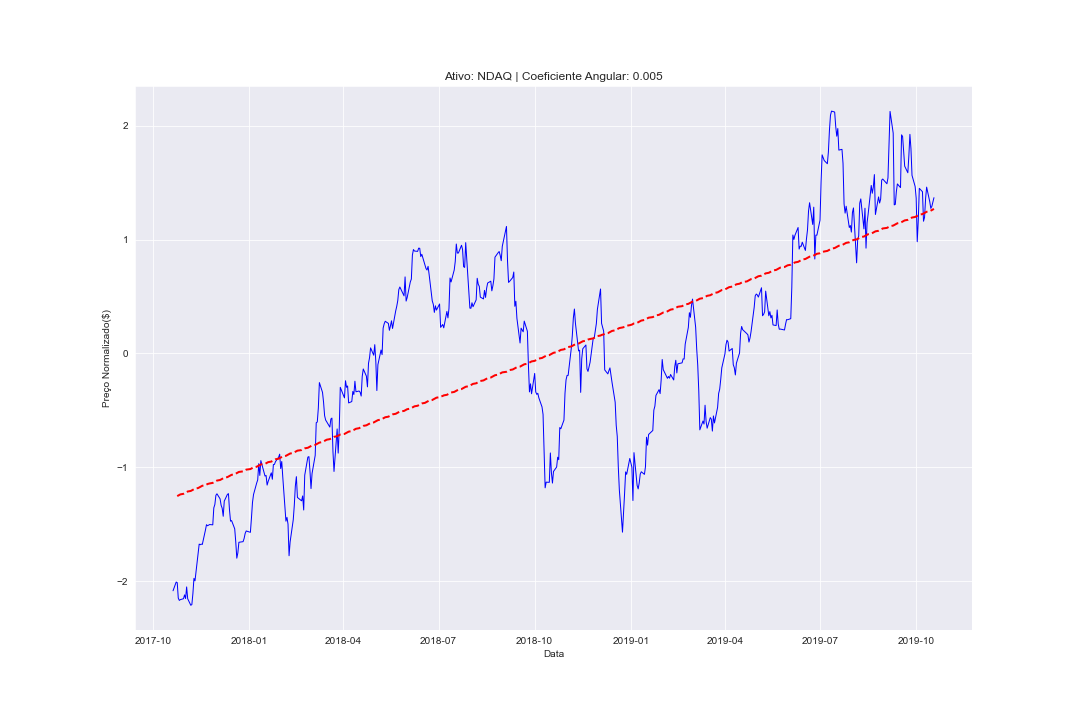 Ativo: NDAQ | Coeficiente Angular: 0.005
Preço Normalizado($)
2
1
0
−1
−2
2017-10 2018-01 2018-04 2018-07 2018-10 2019-01 2019-04 2019-07 2019-10
Data